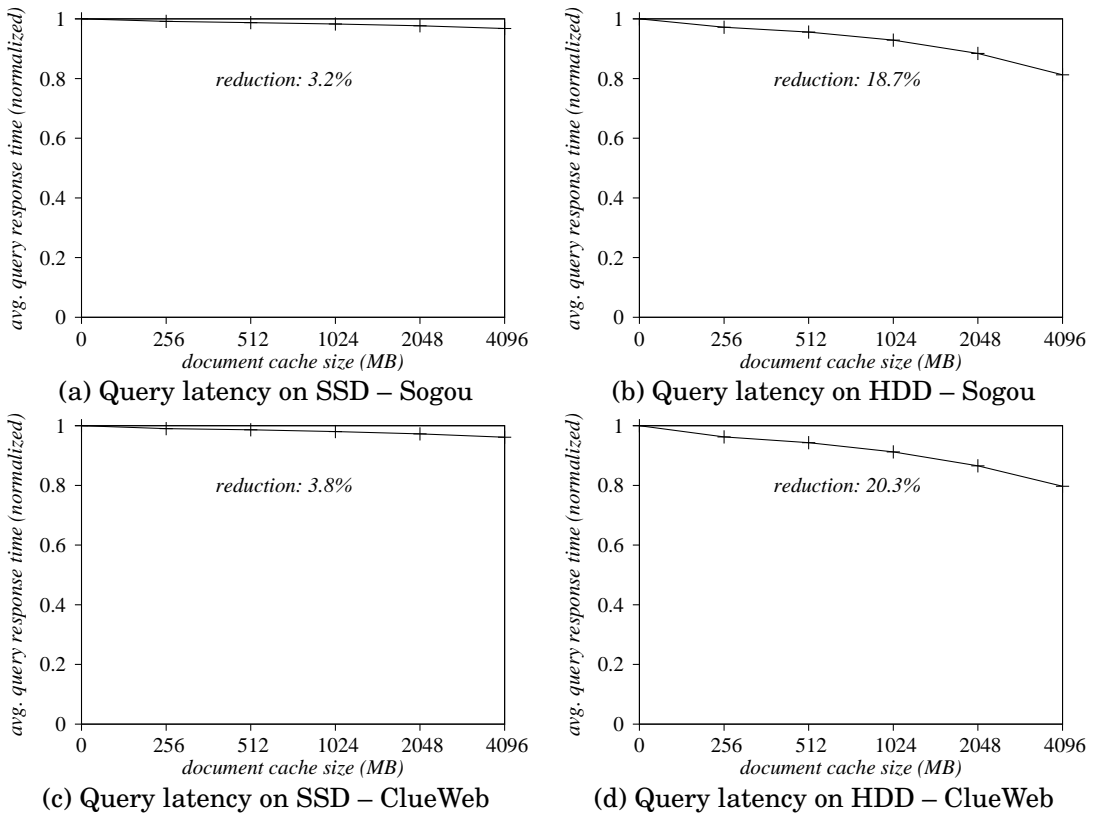 avg. query response time (normalized)
1
0.8
0.6
0.4
0.2
0
reduction: 3.2%
0 256 512 1024 2048 4096
document cache size (MB)
(a) Query latency on SSD – Sogou
avg. query response time (normalized)
1
0.8
0.6
0.4
0.2
0
reduction: 18.7%
0 256 512 1024 2048 4096
document cache size (MB)
(b) Query latency on HDD – Sogou
avg. query response time (normalized)
1
0.8
0.6
0.4
0.2
0
reduction: 3.8%
0 256 512 1024 2048 4096
document cache size (MB)
(c) Query latency on SSD – ClueWeb
avg. query response time (normalized)
1
0.8
0.6
0.4
0.2
0
reduction: 20.3%
0 256 512 1024 2048 4096
document cache size (MB)
(d) Query latency on HDD – ClueWeb